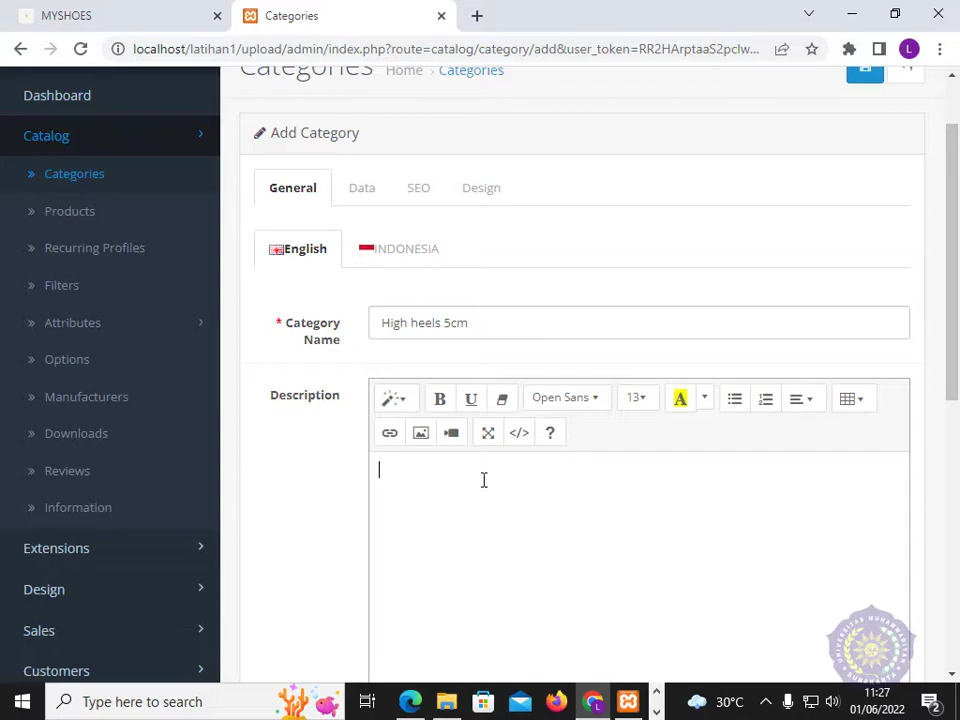 MYSHOES
Categories
localhost/latihan1/upload/admin/index.php?route=catalog/category/add&user_token=RR2HArptaaS2pclw...
L
Categories
Home › Categories
Dashboard
Catalog
Categories
Products
Recurring Profiles
Filters
Attributes
Options
Manufacturers
Downloads
Reviews
Information
Extensions
Design
Sales
Customers
Add Category
General Data SEO Design
English INDONESIA
* Category Name
High heels 5cm
Description
B U Open Sans 13 A
</> ?
UNIVERSITAS MUHAMMADIYAH
Type here to search
L
30°C
11:27
01/06/2022
2